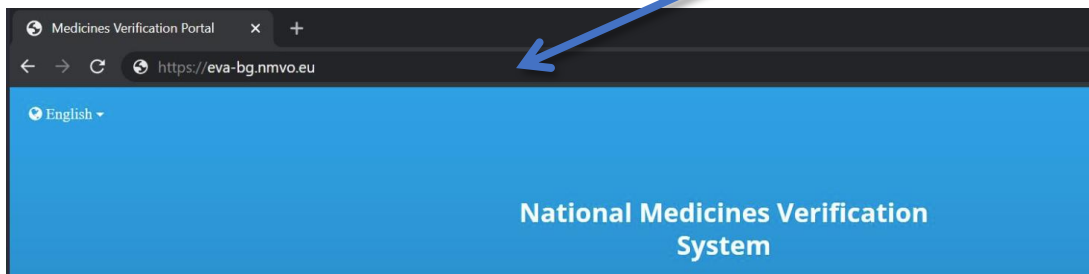 Medicines Verification Portal
https://eva-bg.nmvo.eu
English
National Medicines Verification
System